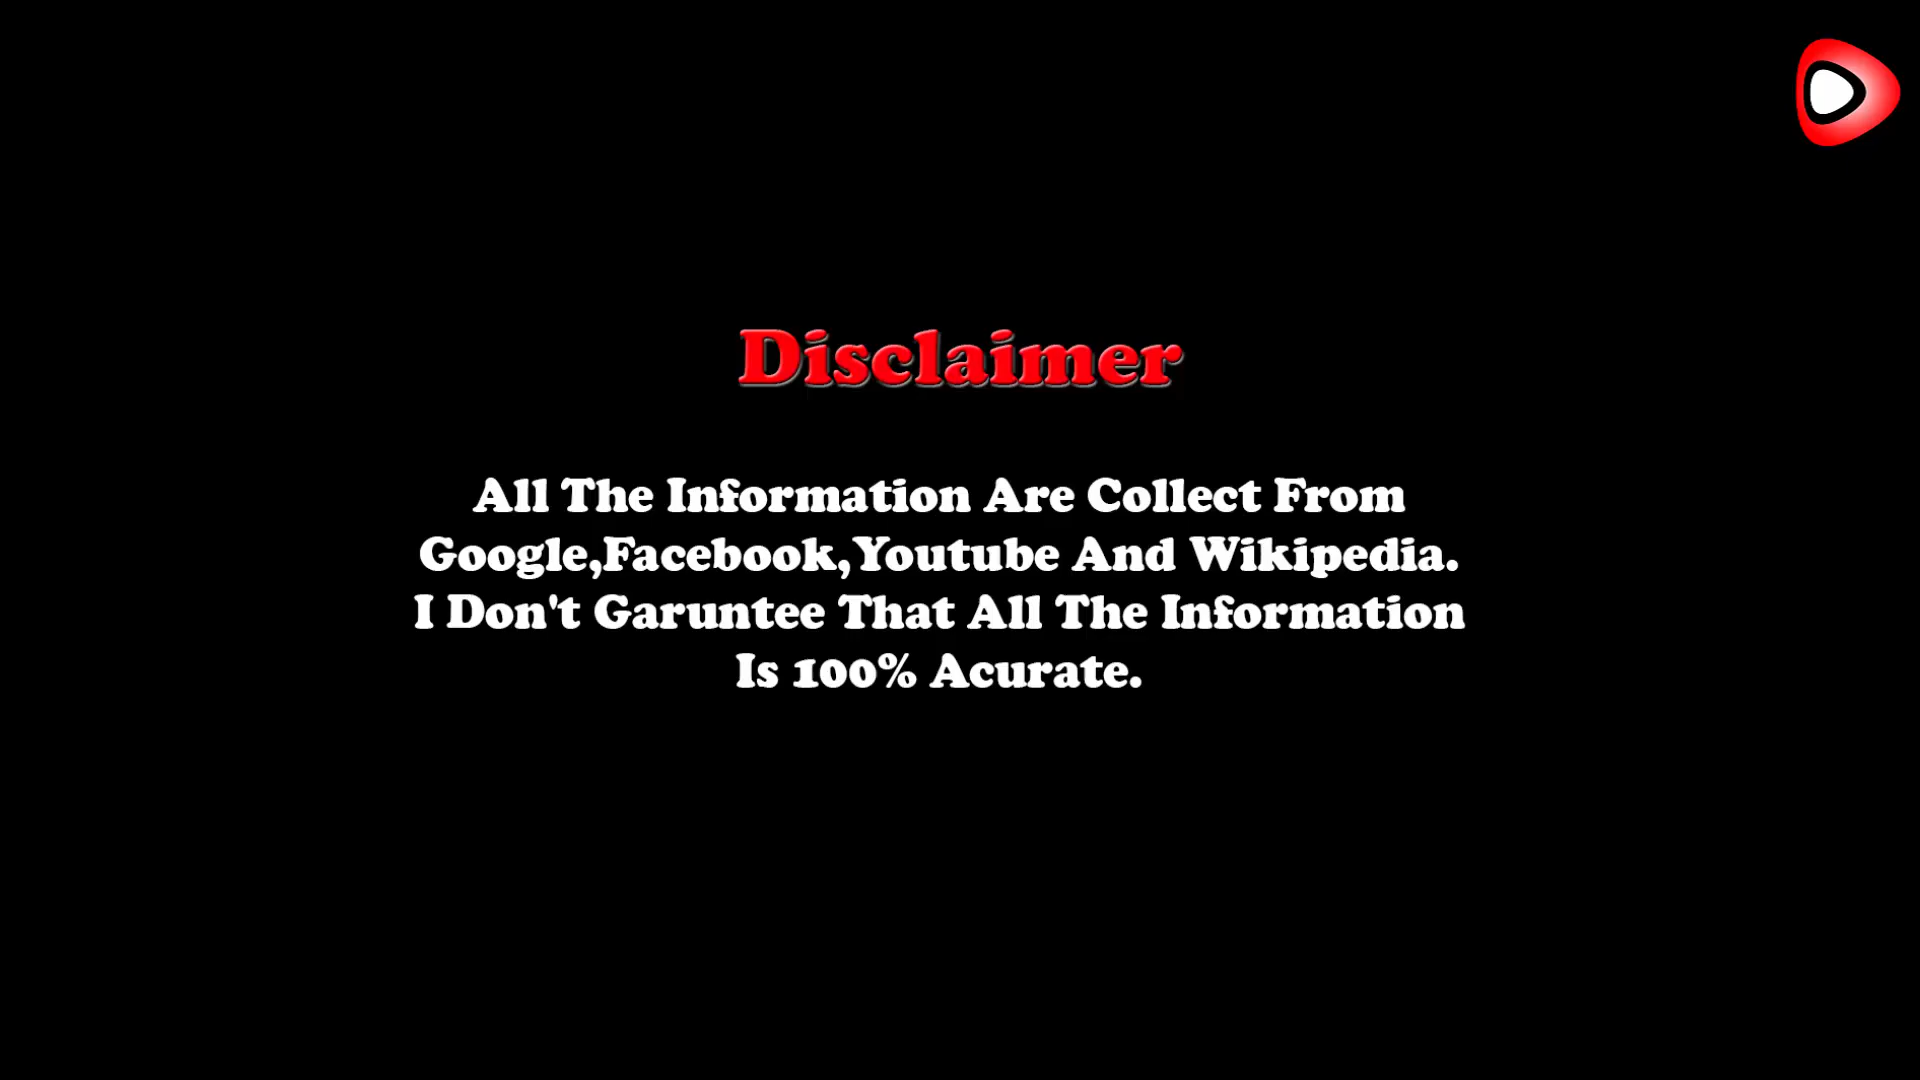 Disclaimer
All The Information Are Collect From
Google,Facebook,Youtube And Wikipedia.
I Don't Garuntee That All The Information
Is 100% Acurate.